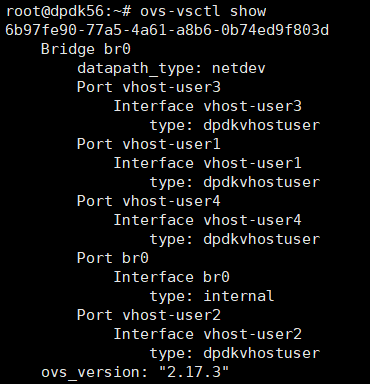 root@dpdk56:~# ovs-vsctl show
6b97fe90-77a5-4a61-a8b6-0b74ed9f803d
    Bridge br0
        datapath_type: netdev
        Port vhost-user3
            Interface vhost-user3
                type: dpdkvhostuser
        Port vhost-user1
            Interface vhost-user1
                type: dpdkvhostuser
        Port vhost-user4
            Interface vhost-user4
                type: dpdkvhostuser
        Port br0
            Interface br0
                type: internal
        Port vhost-user2
            Interface vhost-user2
                type: dpdkvhostuser
    ovs_version: "2.17.3"